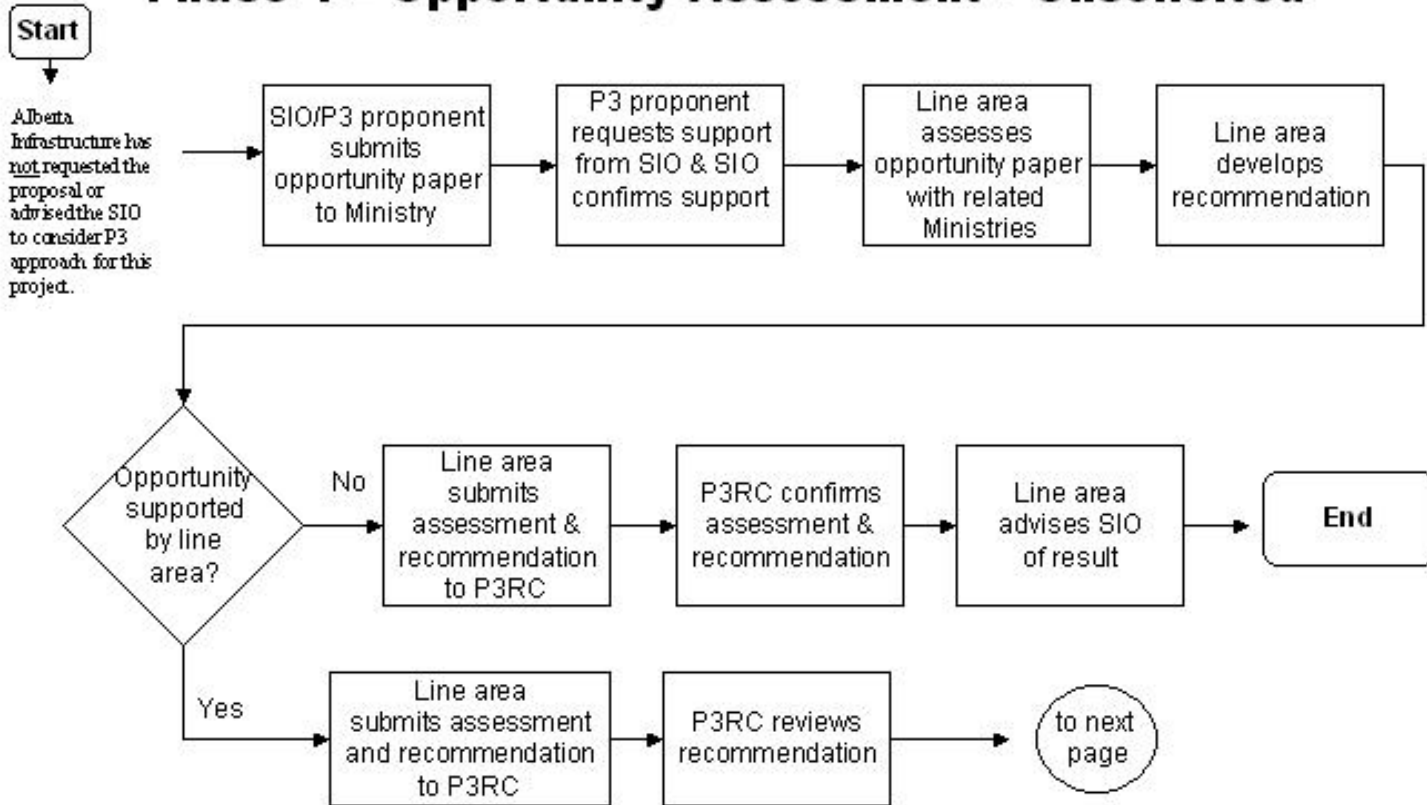 Phase 1 - Opportunity Assessment - Unsolicited
Start
Alberta
Infrastructure has
not requested the
proposal or
advised the SIO
to consider P3
approach for this
project.
SIO/P3 proponent
submits
opportunity paper
to Ministry
P3 proponent
requests support
from SIO & SIO
confirms support
Line area
assesses
opportunity paper
with related
Ministries
Line area
develops
recommendation
Opportunity
supported
by line
area?
No
Line area
submits
assessment &
recommendation
to P3RC
P3RC confirms
assessment &
recommendation
Line area
advises SIO
of result
End
Yes
Line area
submits assessment
and recommendation
to P3RC
P3RC reviews
recommendation
to next
page